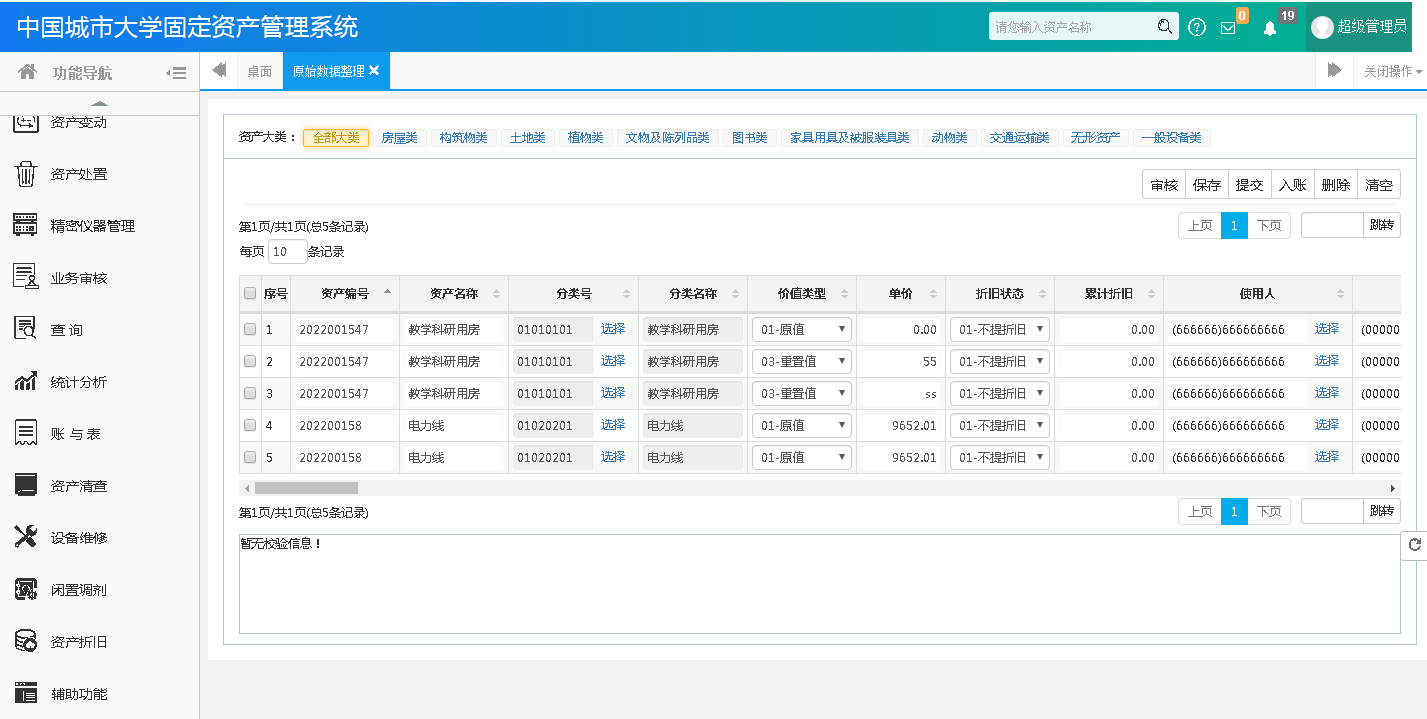 中国城市大学固定资产管理系统
请您输入资产名称
0
19
超级管理员
功能导航
桌面
原始数据整理
关闭操作
资产变动
资产处置
精密仪器管理
业务审核
查 询
统计分析
账 与 表
资产清查
设备维修
闲置调剂
资产折旧
辅助功能
资产大类： 全部大类 房屋类 构筑物类 土地类 植物类 文物及陈列品类 图书类 家具用具及被服装具类 动物类 交通运输类 无形资产 一般设备类
审核 保存 提交 入账 删除 清空
第1页/共1页(总5条记录)
上页 1 下页 跳转
每页 10 条记录
序号 资产编号 资产名称 分类号 分类名称 价值类型 单价 折旧状态 累计折旧 使用人
1 2022001547 教学科研用房 01010101 选择 教学科研用房 01-原值 0.00 01-不提折旧 0.00 (666666)666666666 选择 (00000
2 2022001547 教学科研用房 01010101 选择 教学科研用房 03-重置值 55 01-不提折旧 0.00 (666666)666666666 选择 (00000
3 2022001547 教学科研用房 01010101 选择 教学科研用房 03-重置值 ss 01-不提折旧 0.00 (666666)666666666 选择 (00000
4 202200158 电力线 01020201 选择 电力线 01-原值 9652.01 01-不提折旧 0.00 (666666)666666666 选择 (00000
5 202200158 电力线 01020201 选择 电力线 01-原值 9652.01 01-不提折旧 0.00 (666666)666666666 选择 (00000
第1页/共1页(总5条记录)
上页 1 下页 跳转
暂无校验信息！